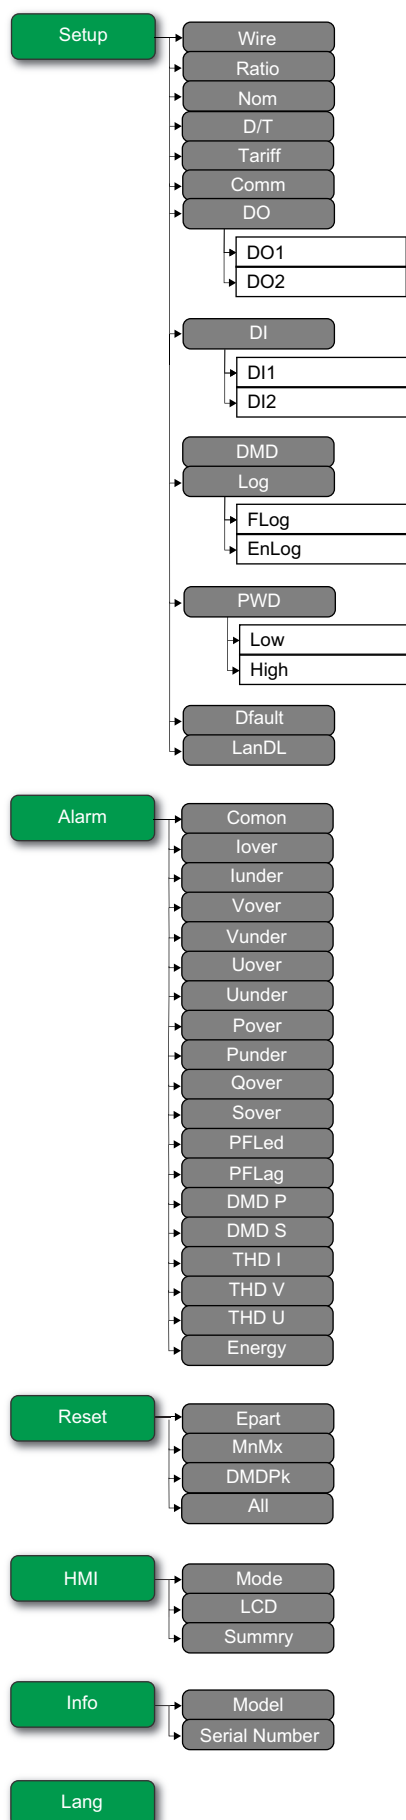 Setup
Wire
Ratio
Nom
D/T
Tariff
Comm
DO
DO1
DO2
DI
DI1
DI2
DMD
Log
FLog
EnLog
PWD
Low
High
Dfault
LanDL
Alarm
Comon
Iover
Iunder
Vover
Vunder
Uover
Uunder
Pover
Punder
Qover
Sover
PFLed
PFLag
DMD P
DMD S
THD I
THD V
THD U
Energy
Reset
Epart
MnMx
DMDPk
All
HMI
Mode
LCD
Summry
Info
Model
Serial Number
Lang